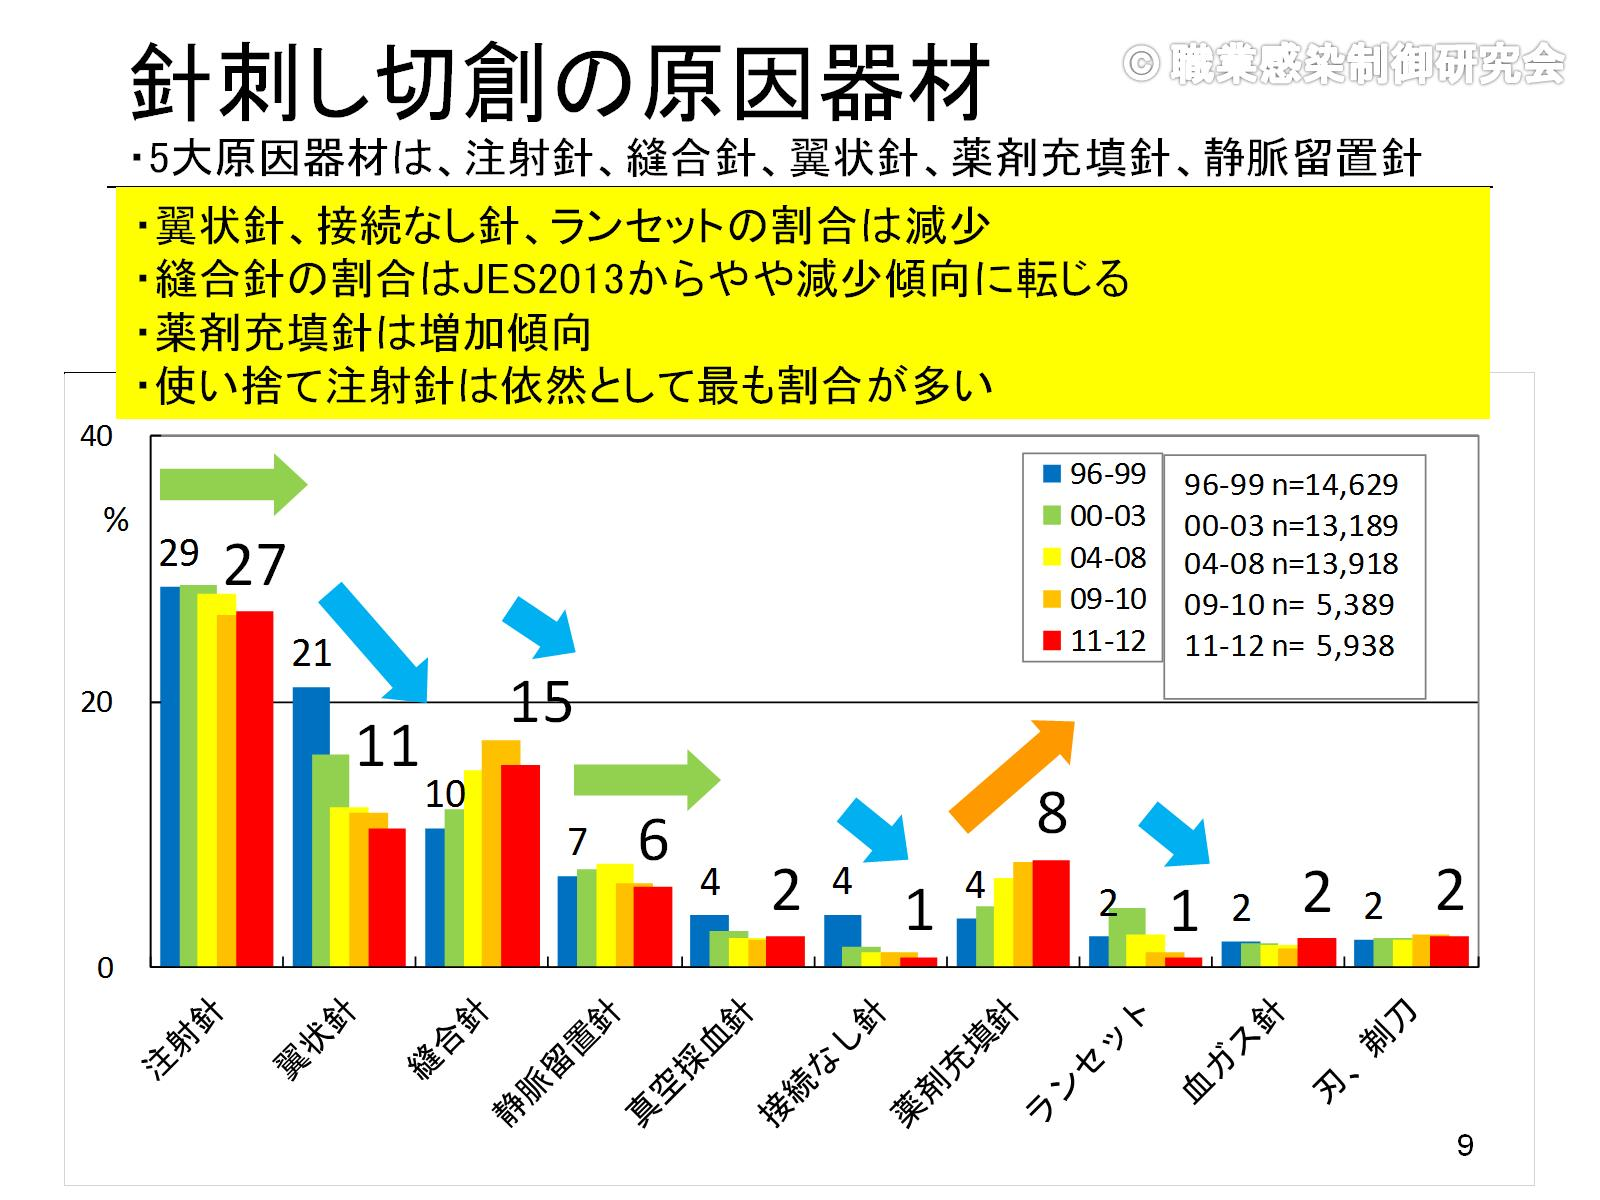 針刺し切創の原因器材
© 職業感染制御研究会
・5大原因器材は、注射針、縫合針、翼状針、薬剤充填針、静脈留置針
・翼状針、接続なし針、ランセットの割合は減少
・縫合針の割合はJES2013からやや減少傾向に転じる
・薬剤充填針は増加傾向
・使い捨て注射針は依然として最も割合が多い
40
%
20
0
29 27
21 11
10 15
7 6
4 2
4 1
4 8
2 1
2 2
2 2
96-99
00-03
04-08
09-10
11-12
96-99 n=14,629
00-03 n=13,189
04-08 n=13,918
09-10 n= 5,389
11-12 n= 5,938
注射針
翼状針
縫合針
静脈留置針
真空採血針
接続なし針
薬剤充填針
ランセット
血ガス針
刃、剃刀
9